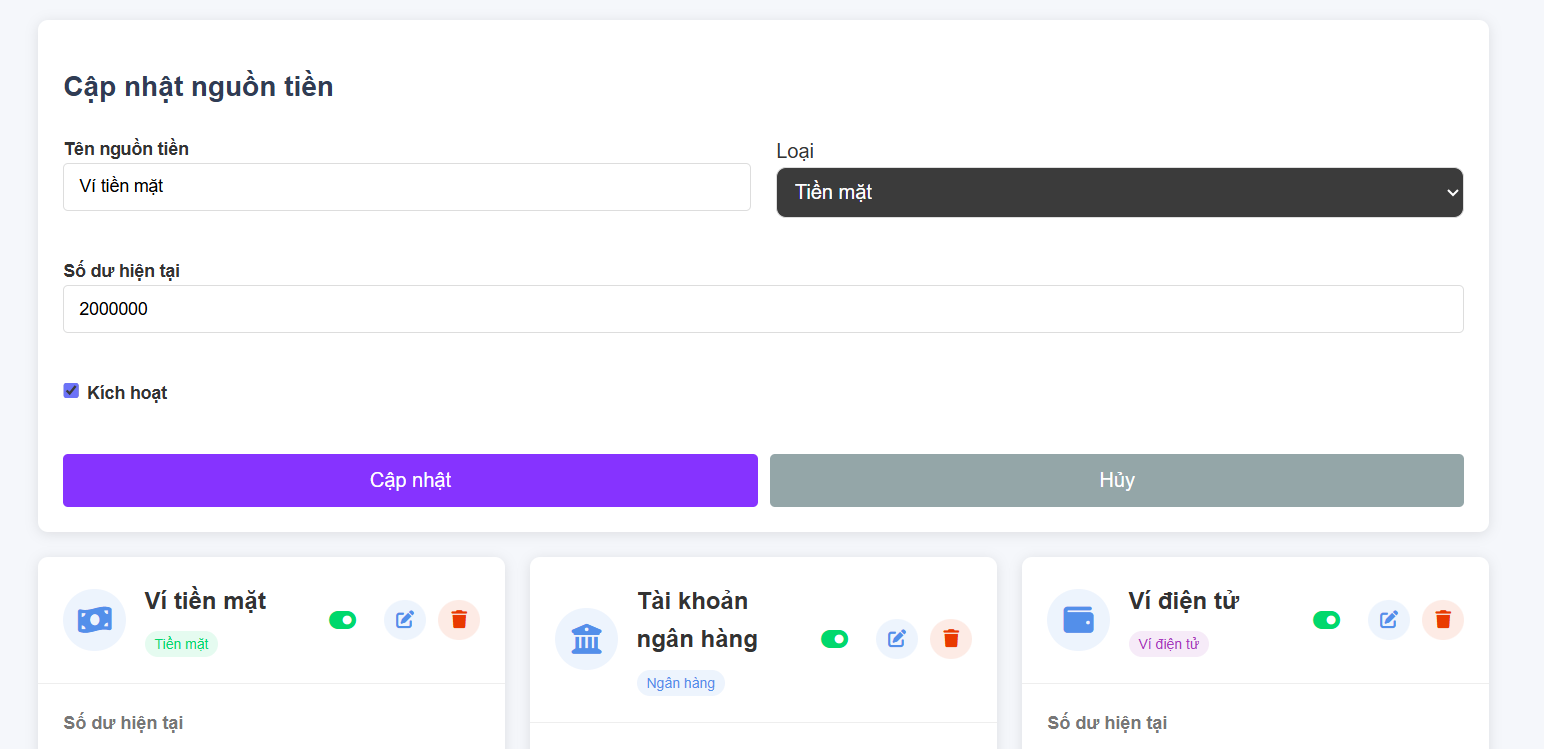 Cập nhật nguồn tiền
Tên nguồn tiền
Loại
Ví tiền mặt
Tiền mặt
Số dư hiện tại
2000000
Kích hoạt
Cập nhật
Hủy
Ví tiền mặt
Tiền mặt
Số dư hiện tại
Tài khoản
ngân hàng
Ngân hàng
Ví điện tử
Ví điện tử
Số dư hiện tại